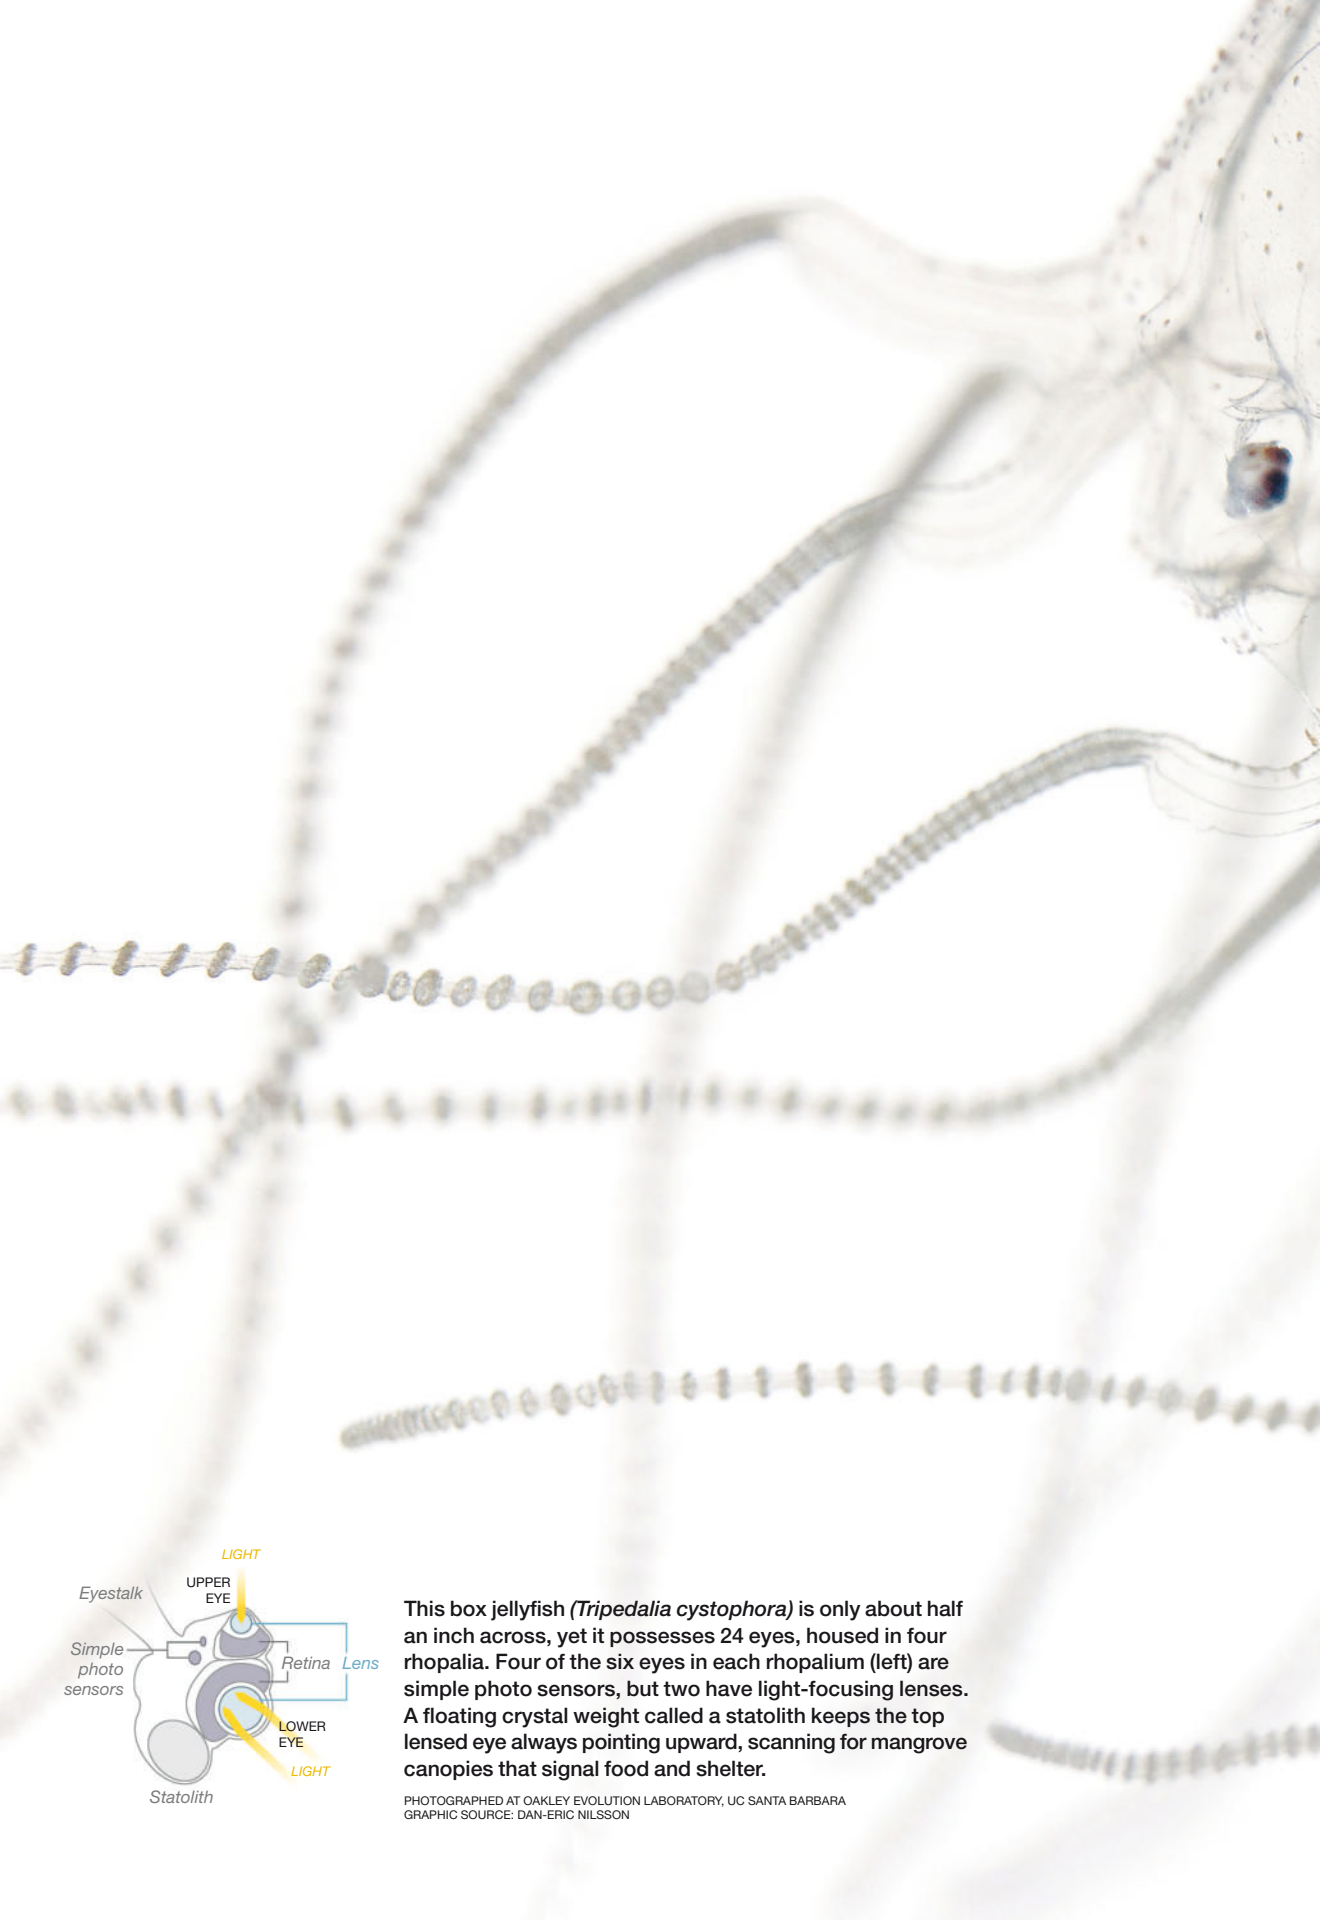 LIGHT
UPPER
EYE
Eyestalk
Simple
photo
sensors
Retina
Lens
LOWER
EYE
LIGHT
Statolith
This box jellyfish (Tripedalia cystophora) is only about half
an inch across, yet it possesses 24 eyes, housed in four
rhopalia. Four of the six eyes in each rhopalium (left) are
simple photo sensors, but two have light-focusing lenses.
A floating crystal weight called a statolith keeps the top
lensed eye always pointing upward, scanning for mangrove
canopies that signal food and shelter.
PHOTOGRAPHED AT OAKLEY EVOLUTION LABORATORY, UC SANTA BARBARA
GRAPHIC SOURCE: DAN-ERIC NILSSON